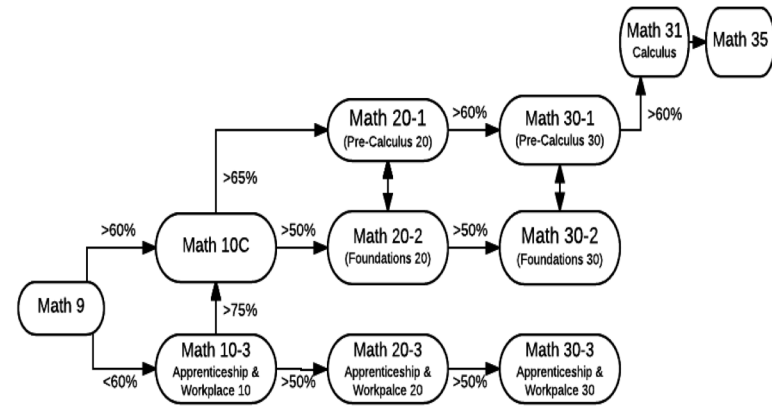 Math 31
Calculus
Math 35
>60%
Math 20-1
(Pre-Calculus 20)
>60%
Math 30-1
(Pre-Calculus 30)
>65%
>60%
Math 10C
>50%
Math 20-2
(Foundations 20)
>50%
Math 30-2
(Foundations 30)
Math 9
>75%
<60%
Math 10-3
Apprenticeship &
Workplace 10
>50%
Math 20-3
Apprenticeship &
Workpalce 20
>50%
Math 30-3
Apprenticeship &
Workpalce 30